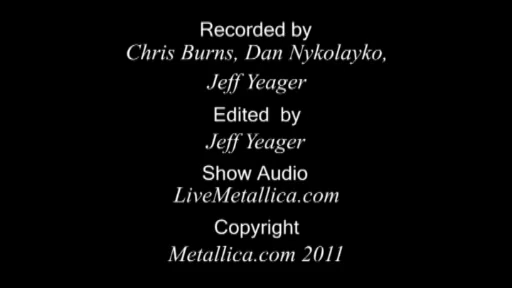 Recorded by
Chris Burns, Dan Nykolayko,
Jeff Yeager
Edited by
Jeff Yeager
Show Audio
LiveMetallica.com
Copyright
Metallica.com 2011